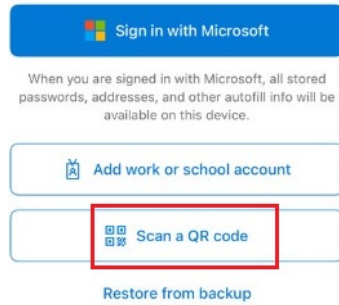 Sign in with Microsoft
When you are signed in with Microsoft, all stored
passwords, addresses, and other autofill info will be
available on this device.
Add work or school account
Scan a QR code
Restore from backup